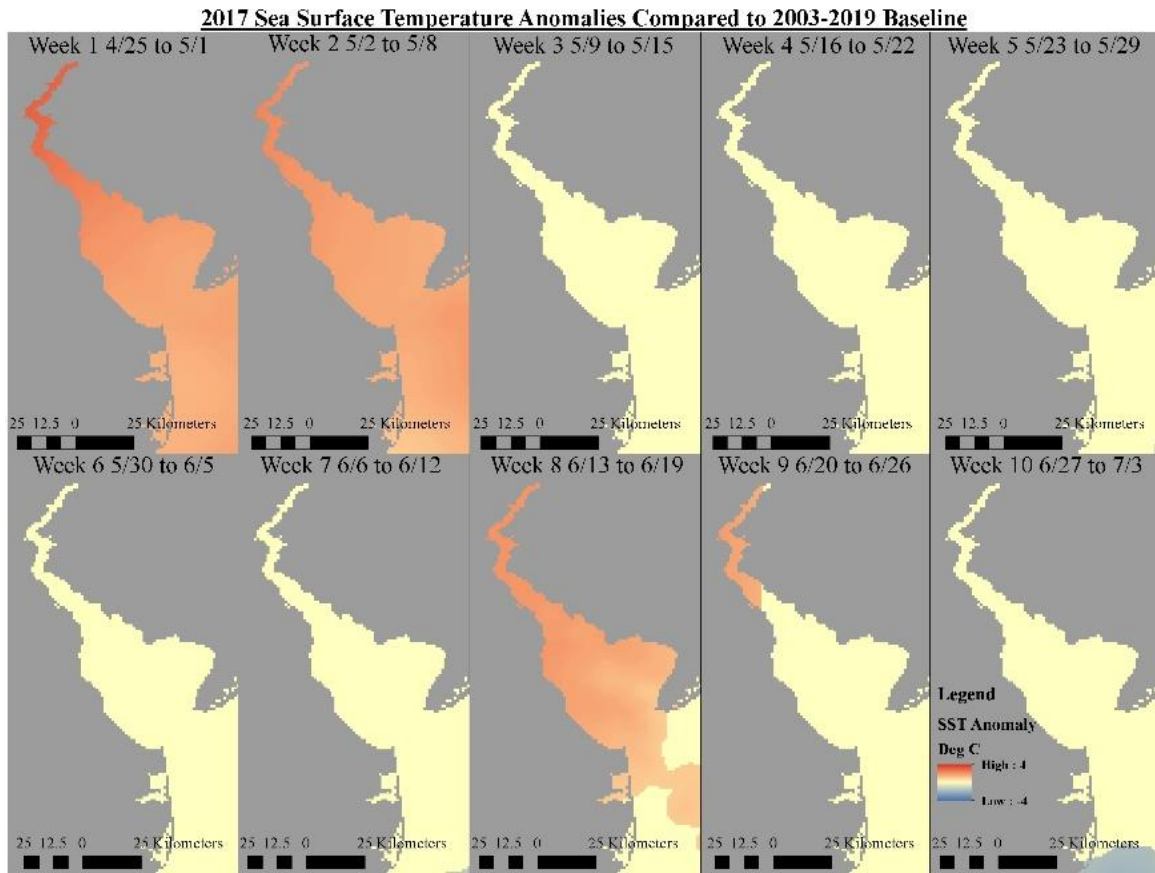 2017 Sea Surface Temperature Anomalies Compared to 2003-2019 Baseline
Week 1 4/25 to 5/1
Week 2 5/2 to 5/8
Week 3 5/9 to 5/15
Week 4 5/16 to 5/22
Week 5 5/23 to 5/29
25 12.5 0 25 Kilometers
25 12.5 0 25 Kilometers
25 12.5 0 25 Kilometers
25 12.5 0 25 Kilometers
25 12.5 0 25 Kilometers
Week 6 5/30 to 6/5
Week 7 6/6 to 6/12
Week 8 6/13 to 6/19
Week 9 6/20 to 6/26
Week 10 6/27 to 7/3
Legend
SST Anomaly
Deg C
High : 4
Low : -4
25 12.5 0 25 Kilometers
25 12.5 0 25 Kilometers
25 12.5 0 25 Kilometers
25 12.5 0 25 Kilometers
25 12.5 0 25 Kilometers